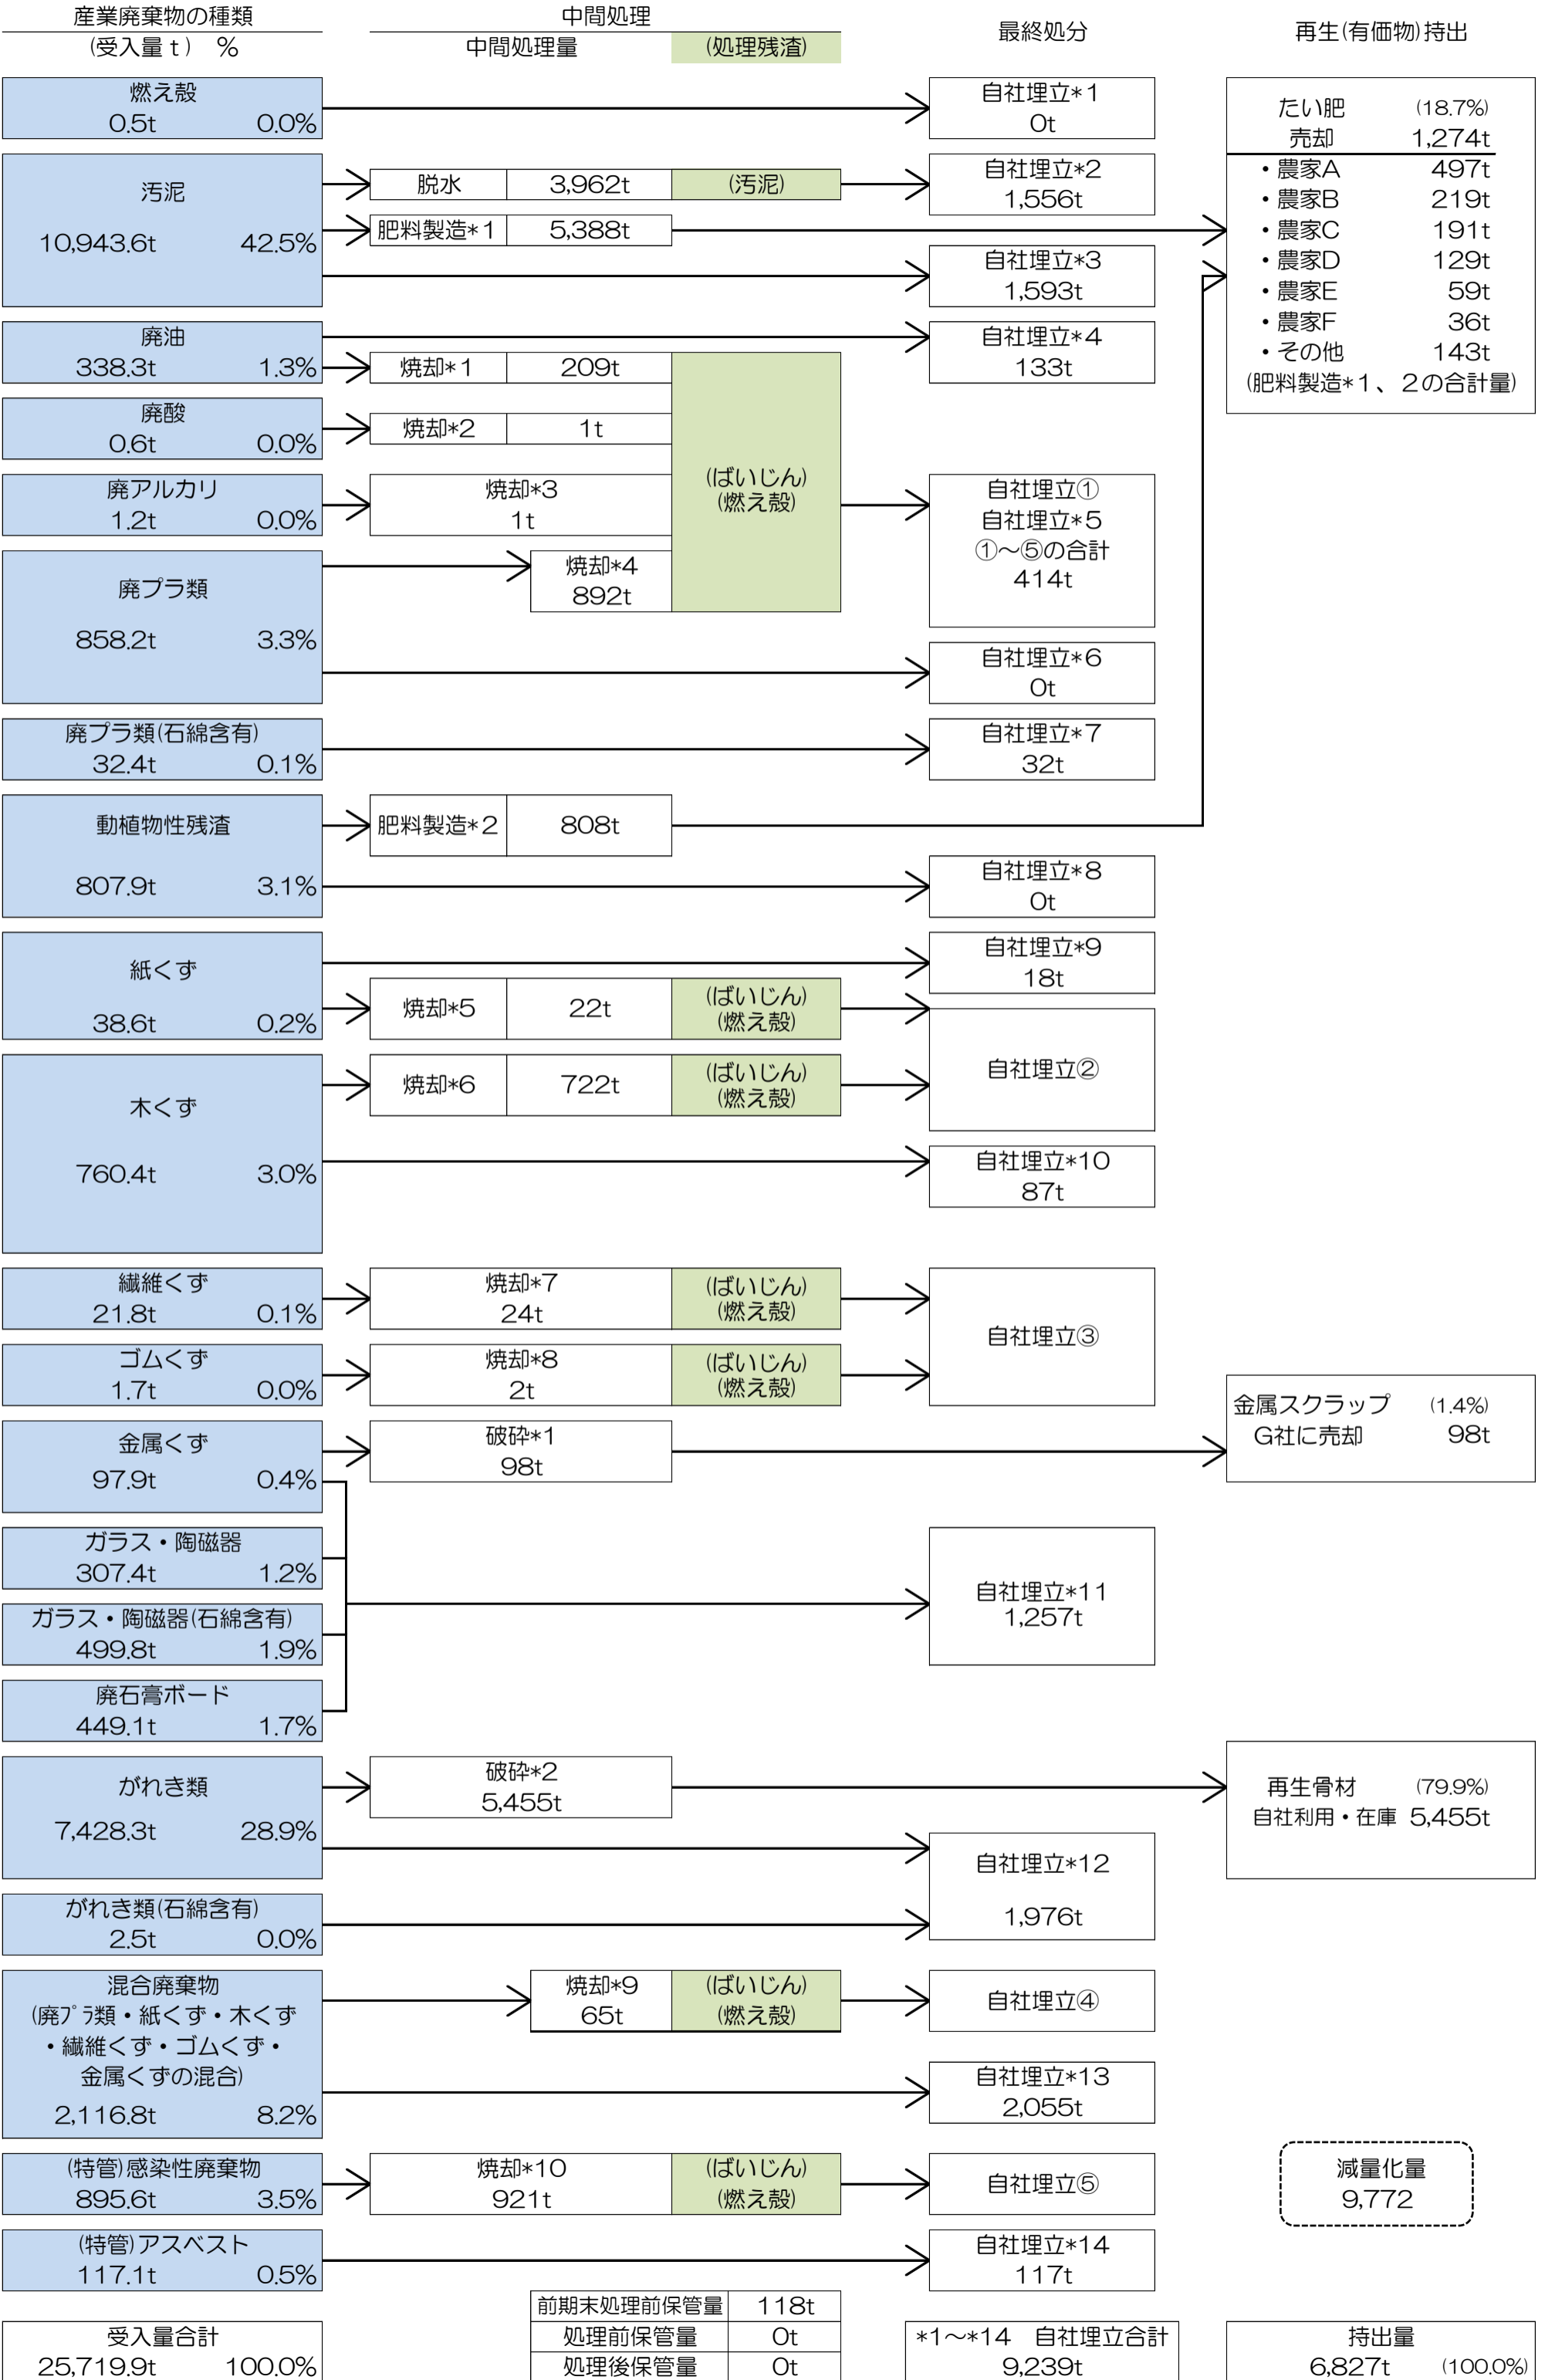 産業廃棄物の種類
(受入量ｔ)　％
中間処理
中間処理量
(処理残渣)
最終処分
再生(有価物)持出
燃え殻
0.5t 0.0%
自社埋立*1
0t
汚泥
10,943.6t 42.5%
脱水 3,962t (汚泥)
自社埋立*2
1,556t
肥料製造*1 5,388t
自社埋立*3
1,593t
たい肥 (18.7%)
売却 1,274t
・農家A 497t
・農家B 219t
・農家C 191t
・農家D 129t
・農家E 59t
・農家F 36t
・その他 143t
(肥料製造*1、2の合計量)
廃油
338.3t 1.3%
焼却*1 209t
自社埋立*4
133t
廃酸
0.6t 0.0%
焼却*2 1t
廃アルカリ
1.2t 0.0%
焼却*3
1t
(ばいじん)
(燃え殻)
自社埋立①
自社埋立*5
①～⑤の合計
414t
廃プラ類
858.2t 3.3%
焼却*4
892t
自社埋立*6
0t
廃プラ類(石綿含有)
32.4t 0.1%
自社埋立*7
32t
動植物性残渣
807.9t 3.1%
肥料製造*2 808t
自社埋立*8
0t
紙くず
38.6t 0.2%
自社埋立*9
18t
焼却*5 22t
(ばいじん)
(燃え殻)
自社埋立②
木くず
760.4t 3.0%
焼却*6 722t
(ばいじん)
(燃え殻)
自社埋立*10
87t
繊維くず
21.8t 0.1%
焼却*7
24t
(ばいじん)
(燃え殻)
自社埋立③
ゴムくず
1.7t 0.0%
焼却*8
2t
(ばいじん)
(燃え殻)
金属くず
97.9t 0.4%
破砕*1
98t
金属スクラップ (1.4%)
G社に売却 98t
ガラス・陶磁器
307.4t 1.2%
ガラス・陶磁器(石綿含有)
499.8t 1.9%
自社埋立*11
1,257t
廃石膏ボード
449.1t 1.7%
がれき類
7,428.3t 28.9%
破砕*2
5,455t
再生骨材 (79.9%)
自社利用・在庫 5,455t
自社埋立*12
1,976t
がれき類(石綿含有)
2.5t 0.0%
混合廃棄物
(廃ﾌﾟﾗ類・紙くず・木くず
・繊維くず・ゴムくず・
金属くずの混合)
2,116.8t 8.2%
焼却*9
65t
(ばいじん)
(燃え殻)
自社埋立④
自社埋立*13
2,055t
(特管)感染性廃棄物
895.6t 3.5%
焼却*10
921t
(ばいじん)
(燃え殻)
自社埋立⑤
減量化量
9,772
(特管)アスベスト
117.1t 0.5%
自社埋立*14
117t
前期末処理前保管量 118t
処理前保管量 0t
処理後保管量 0t
受入量合計
25,719.9t 100.0%
*1～*14　自社埋立合計
9,239t
持出量
6,827t (100.0%)